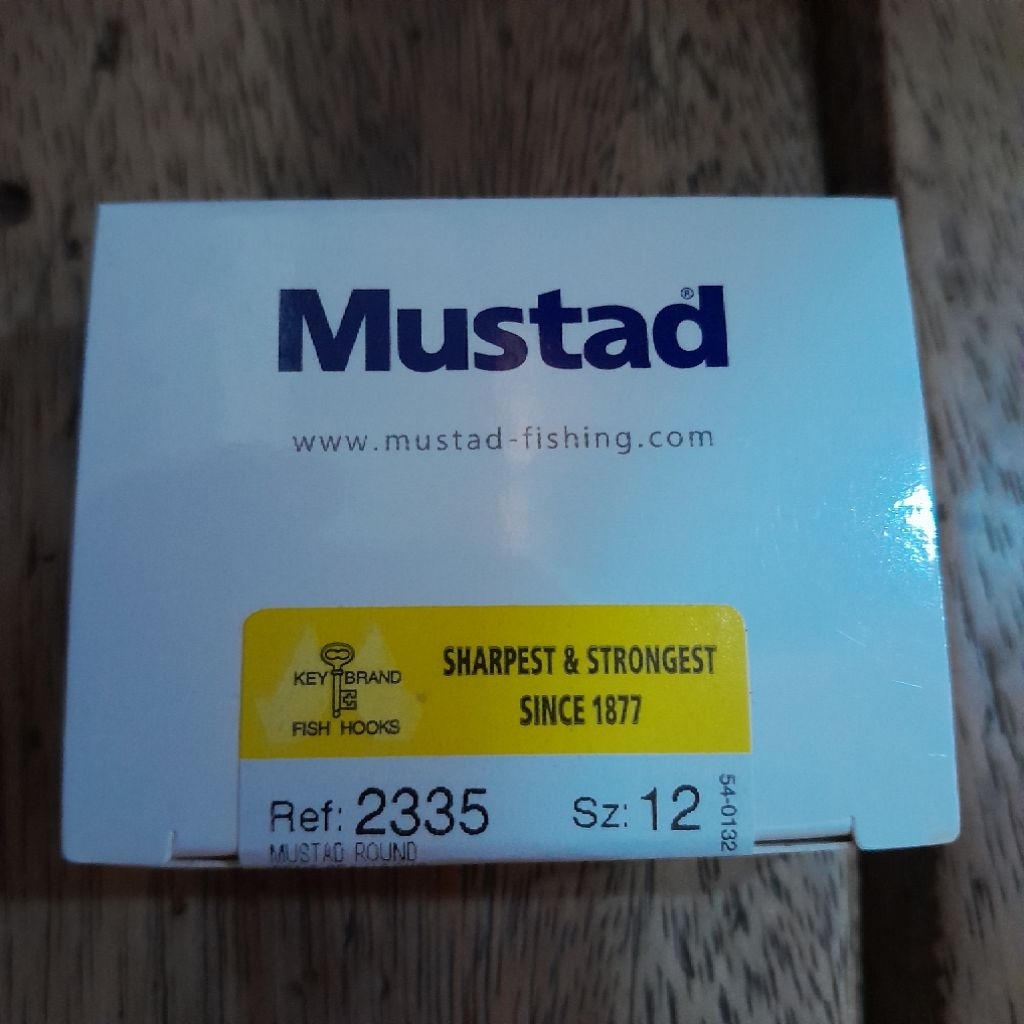 Mustad®
www.mustad-fishing.com
KEY BRAND
FISH HOOKS
SHARPEST & STRONGEST
SINCE 1877
Ref: 2335
Sz: 12
54-0132
MUSTAD ROUND